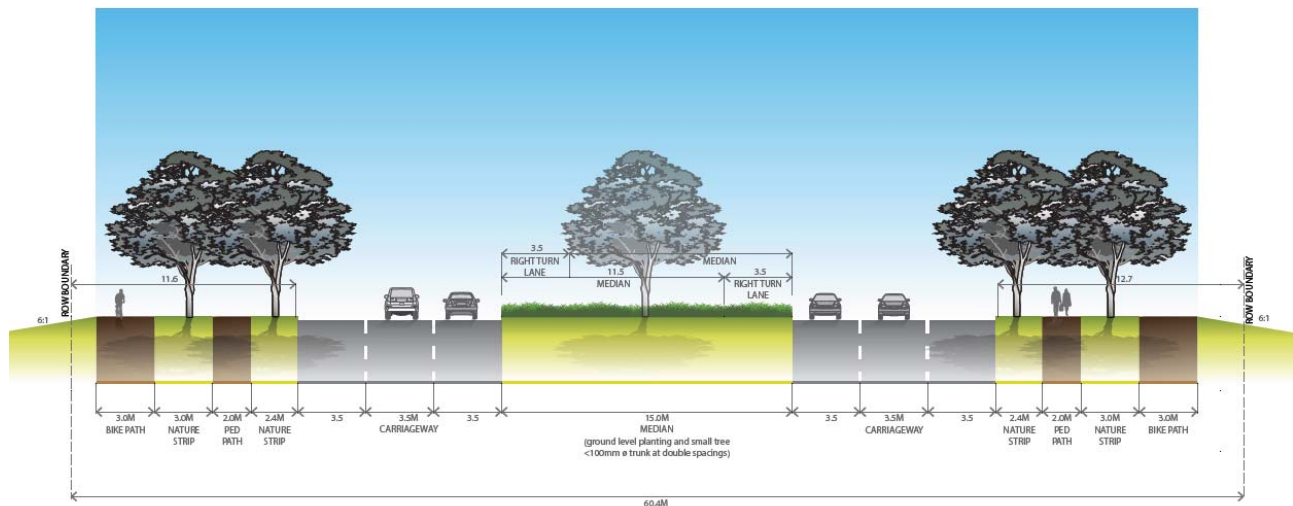 3.5
RIGHT TURN
LANE
MEDIAN
11.5
MEDIAN
3.5
RIGHT TURN
LANE
ROW BOUNDARY
11.6
12.7
ROW BOUNDARY
6:1
6:1
3.0M
BIKE PATH
3.0M
NATURE
STRIP
2.0M
PED
PATH
2.4M
NATURE
STRIP
3.5
3.5M
3.5
CARRIAGEWAY
15.0M
MEDIAN
(ground level planting and small tree
<100mm ø trunk at double spacings)
3.5
3.5M
3.5
CARRIAGEWAY
2.4M
NATURE
STRIP
2.0M
PED
PATH
3.0M
NATURE
STRIP
3.0M
BIKE PATH
60.4M